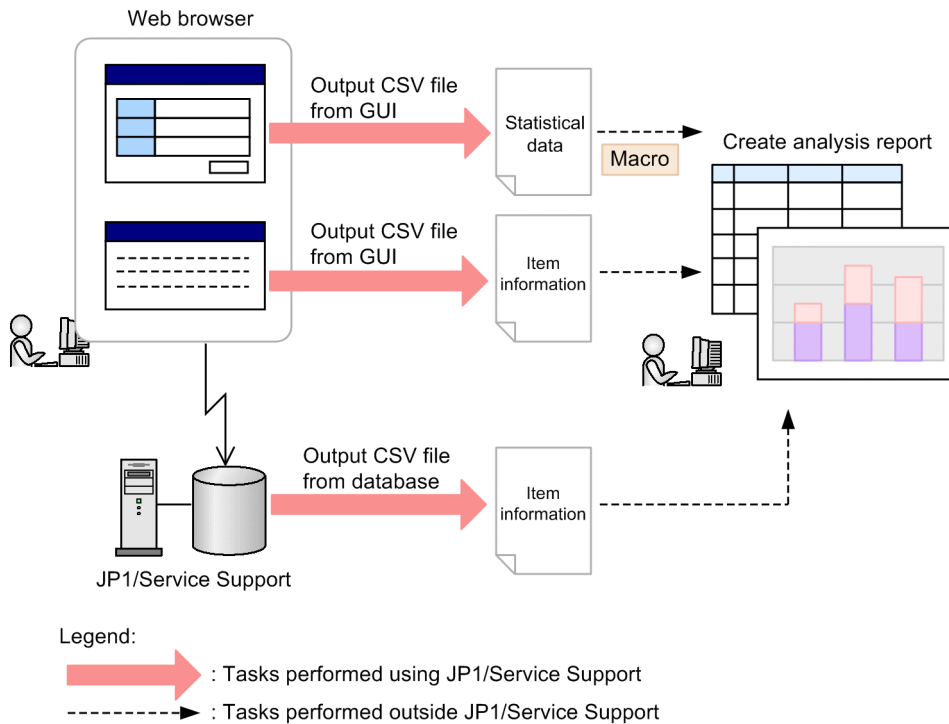 Web browser
Output CSV file
from GUI
Statistical
data
Macro
Create analysis report
Output CSV file
from GUI
Item
information
Output CSV file
from database
Item
information
JP1/Service Support
Legend:
: Tasks performed using JP1/Service Support
: Tasks performed outside JP1/Service Support